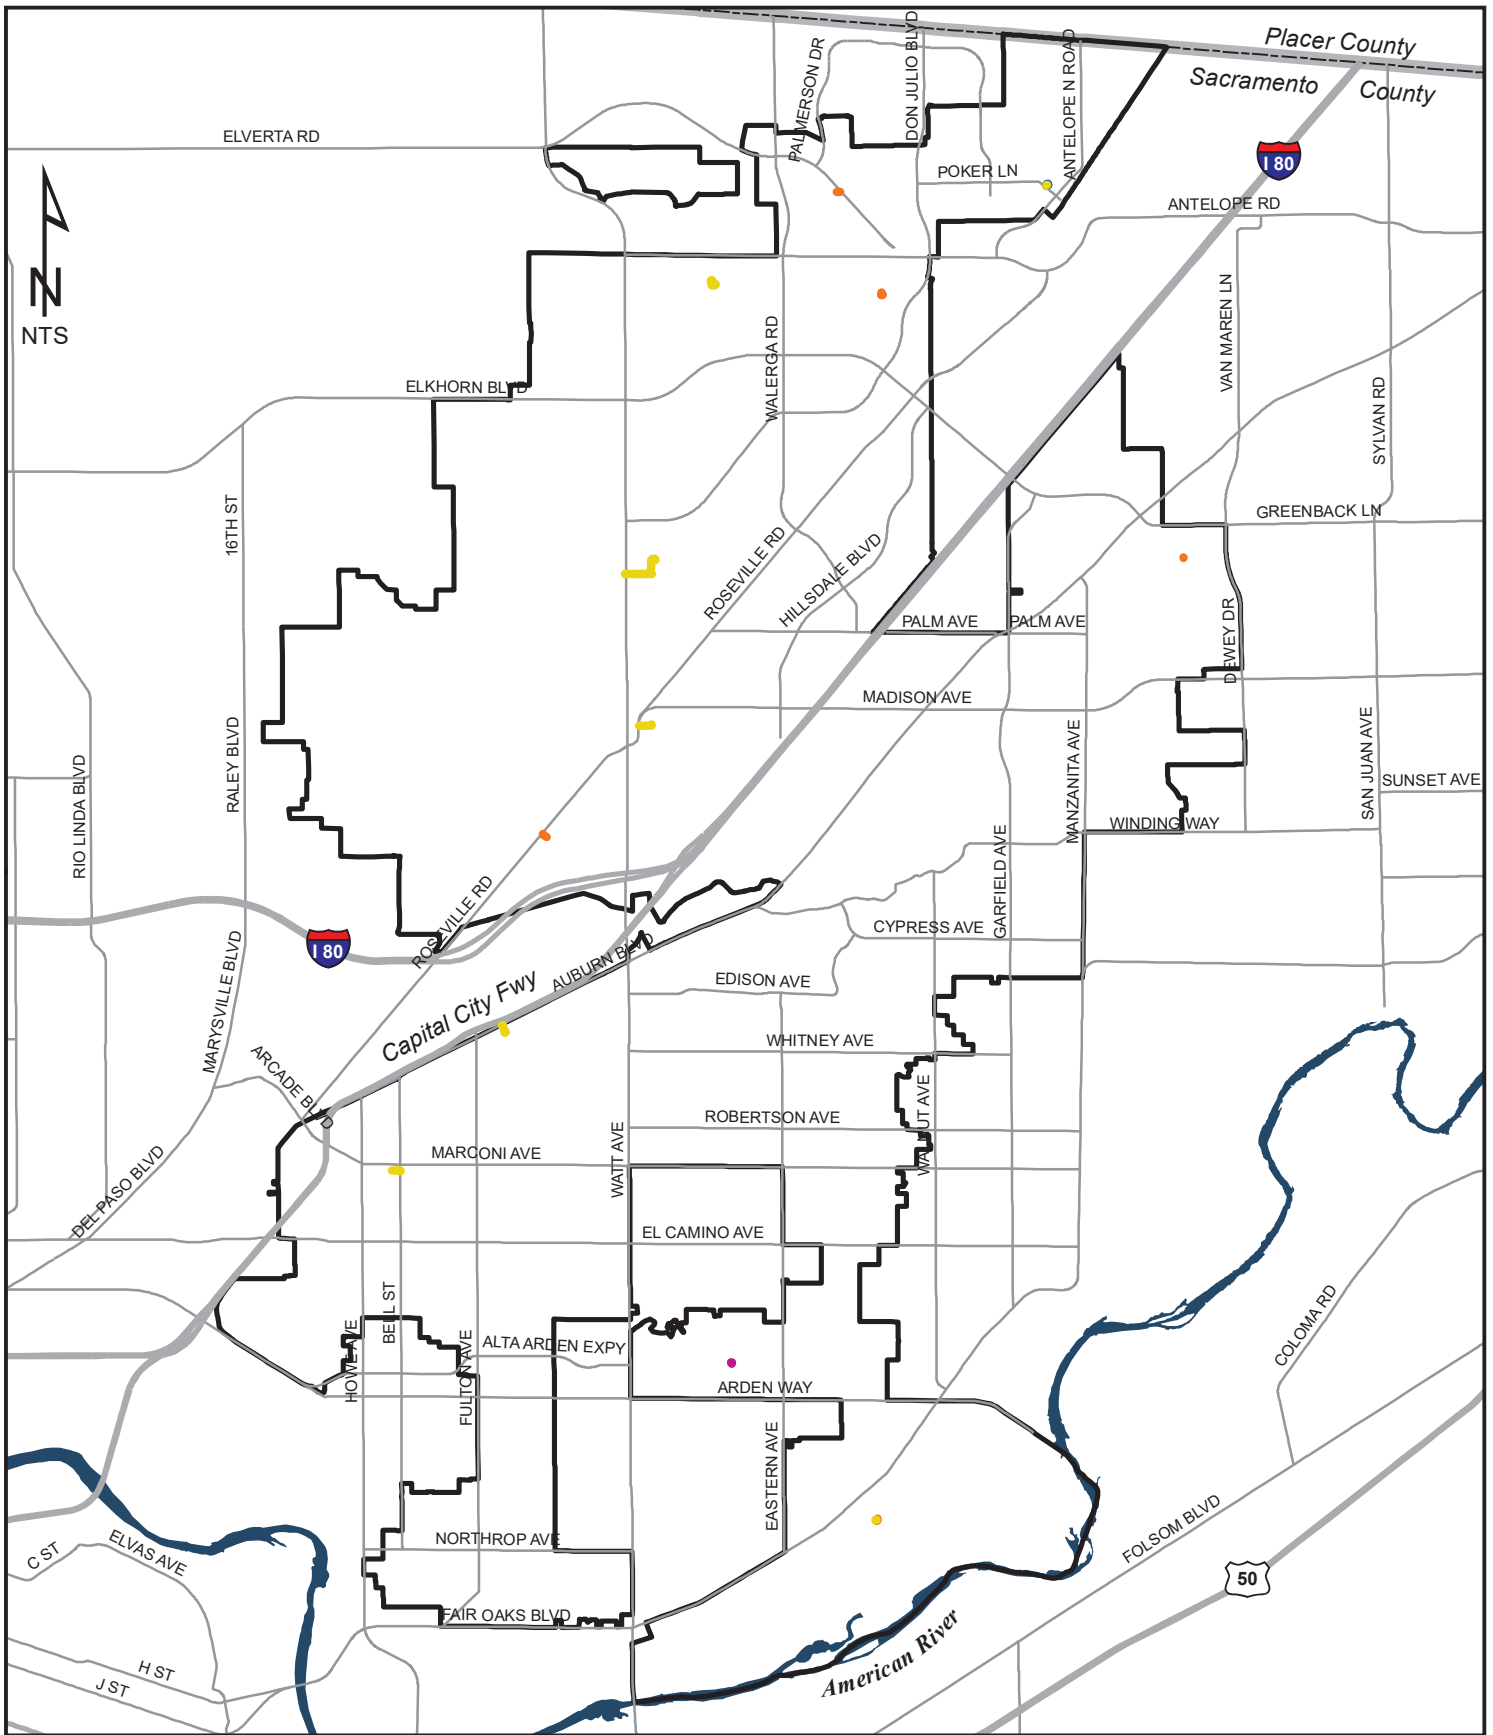 Placer County
Sacramento County
ELVERTA RD
PALMERSON DR
DON JULIO BLVD
ANTELOPE N ROAD
I 80
POKER LN
ANTELOPE RD
N
NTS
WALERGA RD
VAN MAREN LN
SYLVAN RD
ELKHORN BLVD
16TH ST
GREENBACK LN
ROSEVILLE RD
HILLSDALE BLVD
PALM AVE
PALM AVE
DEWEY DR
MADISON AVE
RALEY BLVD
RIO LINDA BLVD
MANZANITA AVE
SAN JUAN AVE
SUNSET AVE
WINDING WAY
GARFIELD AVE
ROSEVILLE RD
I 80
CYPRESS AVE
AUBURN BLVD
EDISON AVE
MARYSVILLE BLVD
Capital City Fwy
WHITNEY AVE
ARCADE BLVD
WALNUT AVE
ROBERTSON AVE
MARCONI AVE
WATT AVE
DEL PASO BLVD
EL CAMINO AVE
BELL ST
HOWE AVE
FULTON AVE
ALTA ARDEN EXPY
COLOMA RD
ARDEN WAY
EASTERN AVE
NORTHROP AVE
FOLSOM BLVD
C ST
ELVAS AVE
50
FAIR OAKS BLVD
American River
H ST
J ST